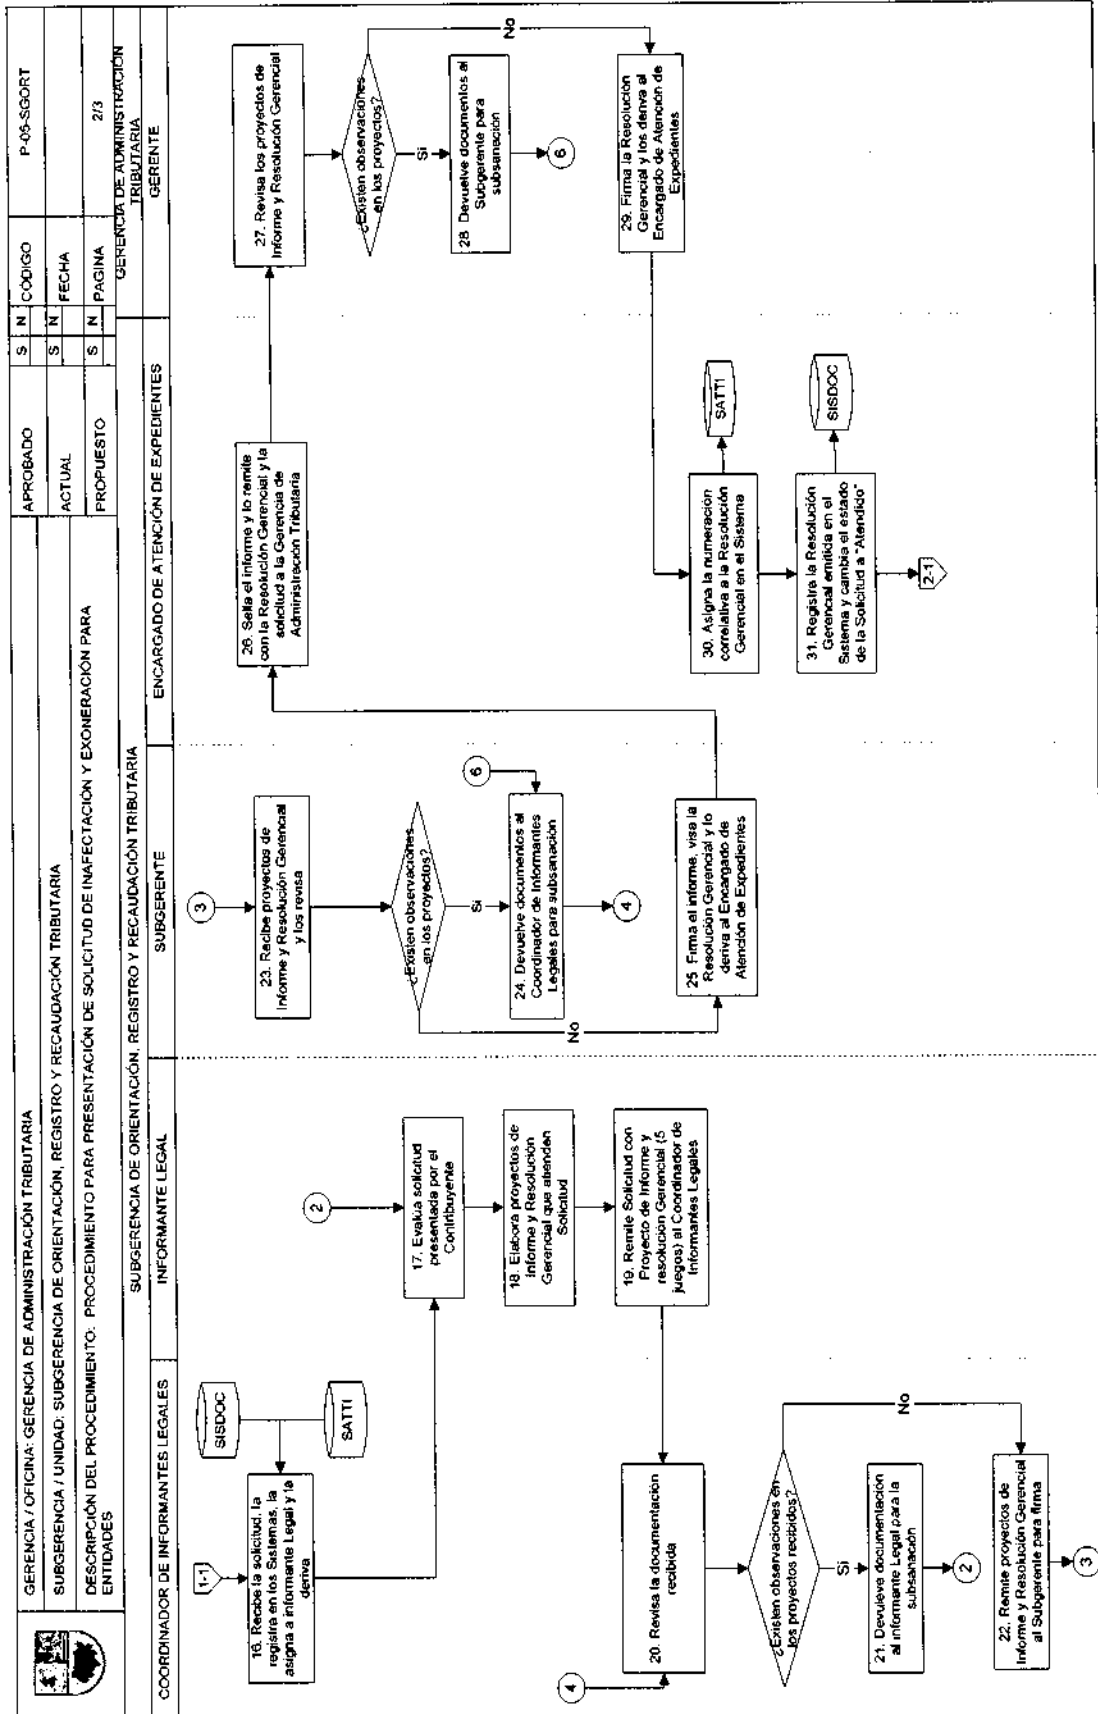 GERENCIA / OFICINA: GERENCIA DE ADMINISTRACIÓN TRIBUTARIA
APROBADO
S N
CÓDIGO
P-05-SGORT
SUBGERENCIA / UNIDAD: SUBGERENCIA DE ORIENTACIÓN, REGISTRO Y RECAUDACIÓN TRIBUTARIA
ACTUAL
S N
FECHA
DESCRIPCIÓN DEL PROCEDIMIENTO: PROCEDIMIENTO PARA PRESENTACIÓN DE SOLICITUD DE INAFECTACIÓN Y EXONERACIÓN PARA
ENTIDADES
PROPUESTO
S N
PAGINA
2/3
SUBGERENCIA DE ORIENTACIÓN, REGISTRO Y RECAUDACIÓN TRIBUTARIA
GERENCIA DE ADMINISTRACIÓN
TRIBUTARIA
COORDINADOR DE INFORMANTES LEGALES
INFORMANTE LEGAL
SUBGERENTE
ENCARGADO DE ATENCIÓN DE EXPEDIENTES
GERENTE
1-1
16. Recibe la solicitud, la
registra en los Sistemas, la
asigna a informante Legal y la
deriva
SISDOC
SATTI
2
17. Evalúa solicitud
presentada por el
Contribuyente
18. Elabora proyectos de
Informe y Resolución
Gerencial que atienden
Solicitud
19. Remite Solicitud con
Proyecto de Informe y
resolución Gerencial (5
juegos) al Coordinador de
Informantes Legales
4
20. Revisa la documentación
recibida
¿Existen observaciones en
los proyectos recibidos?
Si
No
21. Devuelve documentación
al informante Legal para la
subsanación
2
22. Remite proyectos de
Informe y Resolución Gerencial
al Subgerente para firma
3
3
23. Recibe proyectos de
Informe y Resolución Gerencial
y los revisa
¿Existen observaciones
en los proyectos?
Si
No
6
24. Devuelve documentos al
Coordinador de Informantes
Legales para subsanación
4
25 Firma el informe, visa la
Resolución Gerencial y lo
deriva al Encargado de
Atención de Expedientes
26. Sella el informe y lo remite
con la Resolución Gerencial y la
solicitud a la Gerencia de
Administración Tributaria
27. Revisa los proyectos de
Informe y Resolución Gerencial
¿Existen observaciones
en los proyectos?
Si
No
28 Devuelve documentos al
Subgerente para
subsanación
6
29. Firma la Resolución
Gerencial y los deriva al
Encargado de Atención de
Expedientes
30. Asigna la numeración
correlativa a la Resolución
Gerencial en el Sistema
SATTI
31. Registra la Resolución
Gerencial emitida en el
Sistema y cambia el estado
de la Solicitud a "Atendido"
SISDOC
2-1